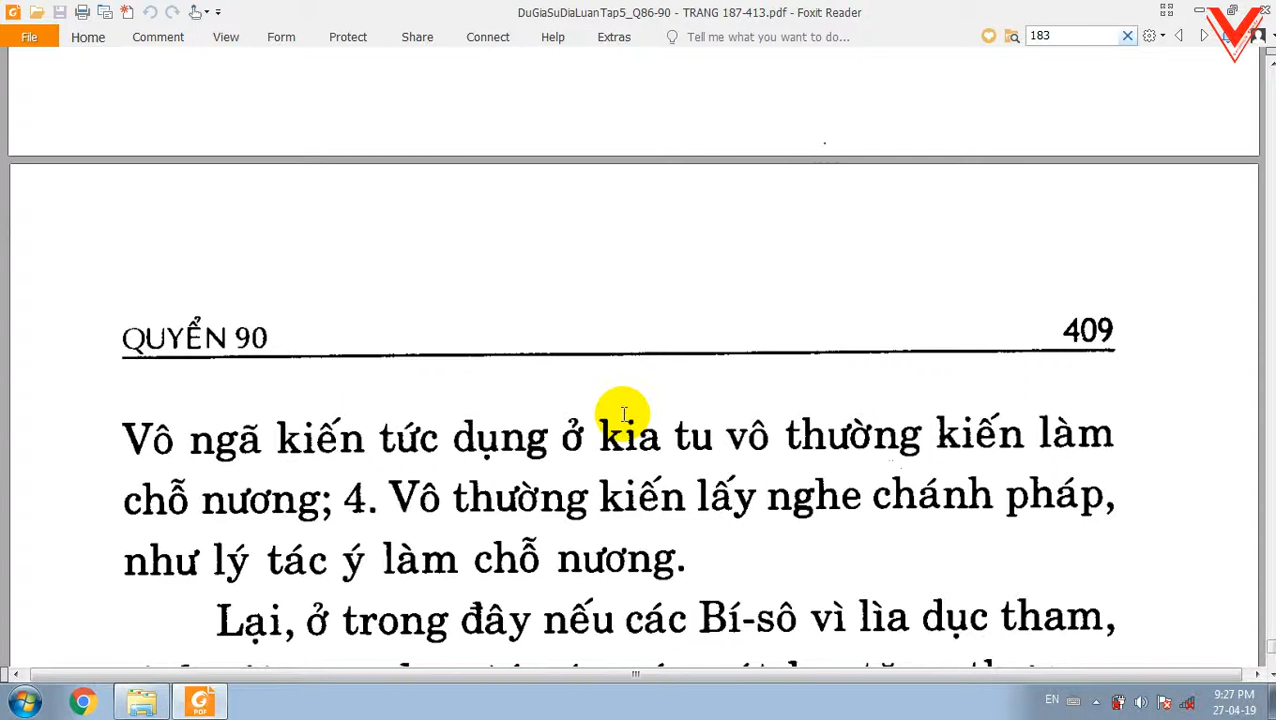 DuGiaSuDiaLuanTap5_Q86-90 - TRANG 187-413.pdf - Foxit Reader
File Home Comment View Form Protect Share Connect Help Extras Tell me what you want to do... 183
QUYỂN 90 409
Vô ngã kiến tức dụng ở kia tu vô thường kiến làm
chỗ nương; 4. Vô thường kiến lấy nghe chánh pháp,
như lý tác ý làm chỗ nương.
Lại, ở trong đây nếu các Bí-sô vì lìa dục tham,
EN 9:27 PM
27-04-19